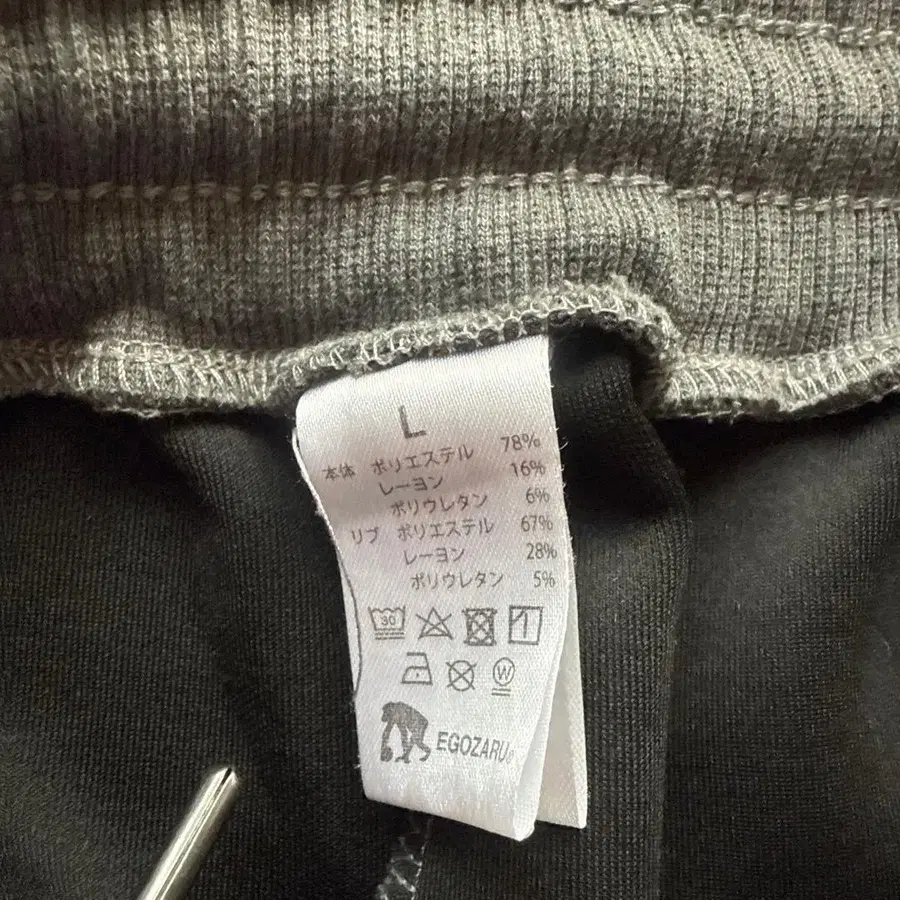 L
本体 ポリエステル 78%
レーヨン 16%
ポリウレタン 6%
リブ ポリエステル 67%
レーヨン 28%
ポリウレタン 5%
30
W
EGOZARU®